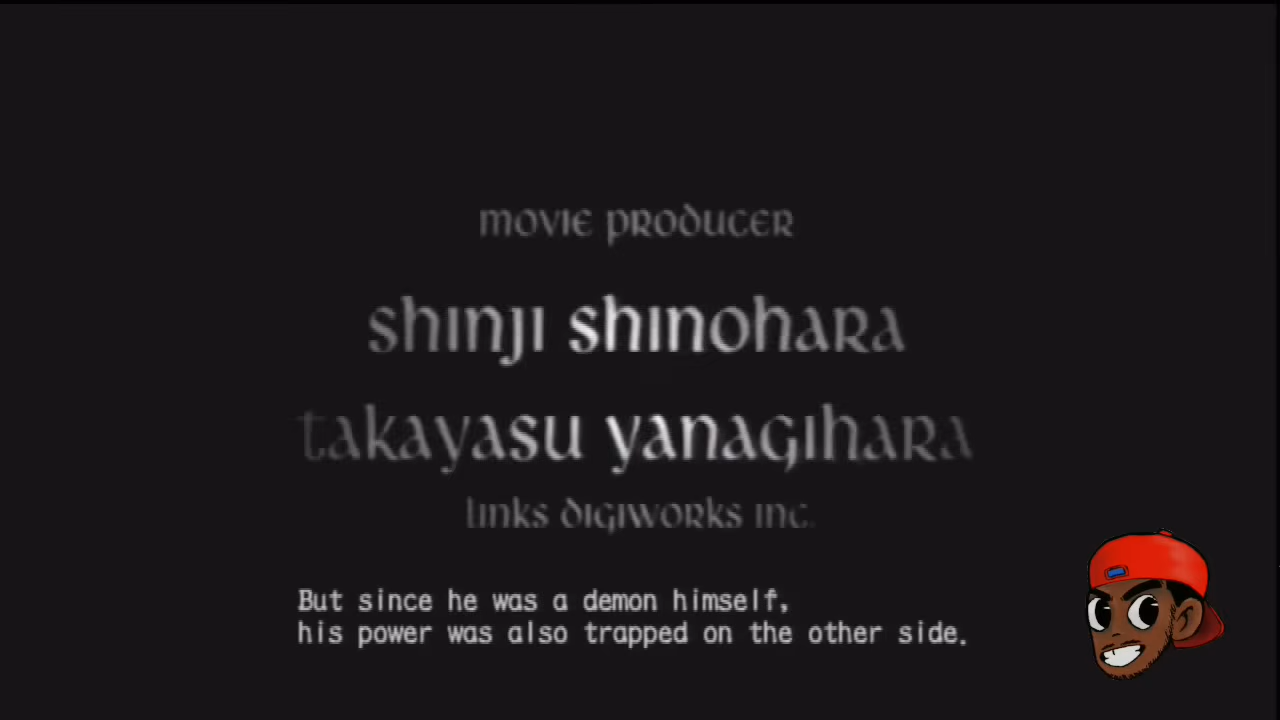 movie producer
shinji shinohara
takayasu yanagihara
links digiworks inc.
But since he was a demon himself,
his power was also trapped on the other side.